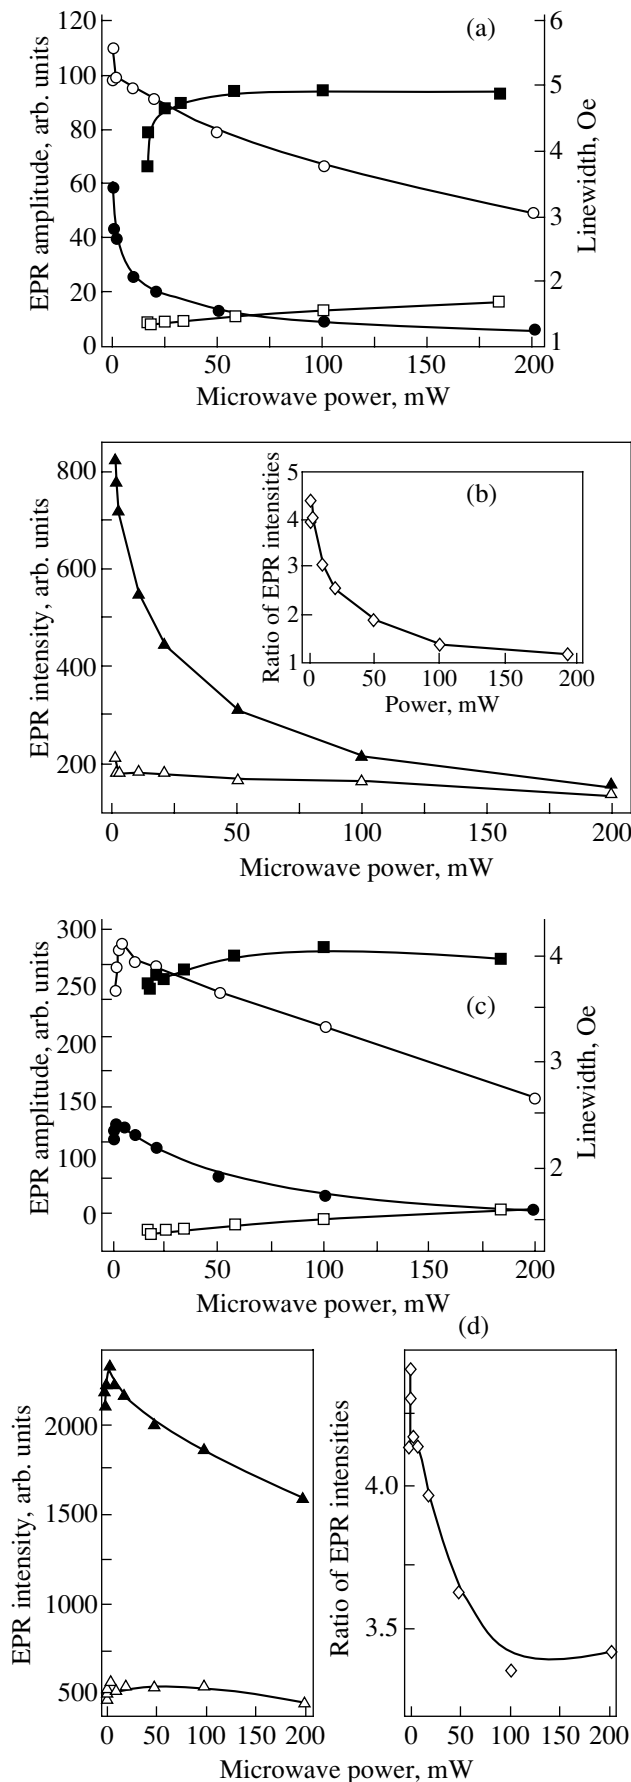 (a)
EPR amplitude, arb. units
120
100
80
60
40
20
0
6
5
4
3
2
1
Linewidth, Oe
0 50 100 150 200
Microwave power, mW
(b)
EPR intensity, arb. units
800
600
400
200
0 50 100 150 200
Microwave power, mW
Ratio of EPR intensities
5
4
3
2
1
0 50 100 150 200
Power, mW
(c)
EPR amplitude, arb. units
300
250
200
150
100
0
4
3
2
Linewidth, Oe
0 50 100 150 200
Microwave power, mW
(d)
EPR intensity, arb. units
2000
1500
1000
500
0 50 100 150 200
Ratio of EPR intensities
4.0
3.5
0 50 100 150 200
Microwave power, mW